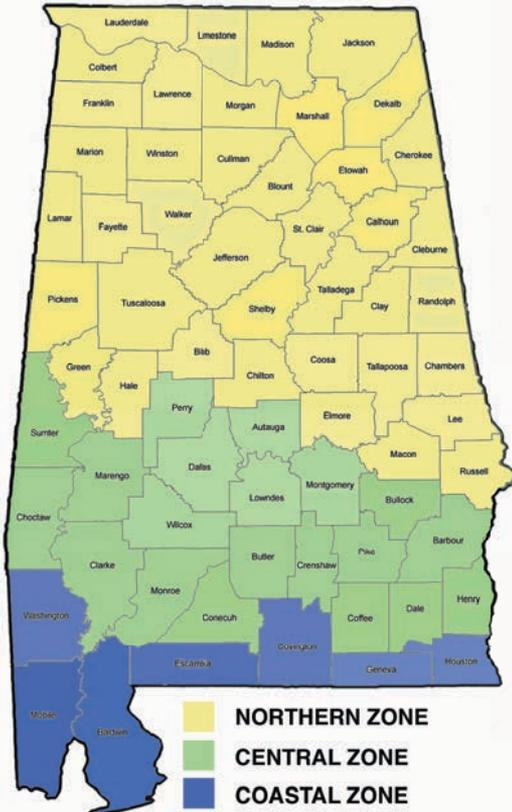 Lauderdale
Limestone
Madison
Jackson
Colbert
Lawrence
Franklin
Morgan
Marshall
Dekalb
Marion
Winston
Cullman
Cherokee
Etowah
Blount
Lamar
Fayette
Walker
St. Clair
Calhoun
Cleburne
Jefferson
Pickens
Tuscaloosa
Shelby
Talladega
Clay
Randolph
Green
Hale
Bibb
Chilton
Coosa
Tallapoosa
Chambers
Perry
Autauga
Elmore
Lee
Sumter
Macon
Russell
Marengo
Dallas
Lowndes
Montgomery
Bullock
Choctaw
Wilcox
Barbour
Clarke
Butler
Crenshaw
Pike
Monroe
Conecuh
Coffee
Dale
Henry
Washington
Covington
Escambia
Geneva
Houston
Mobile
Baldwin
NORTHERN ZONE
CENTRAL ZONE
COASTAL ZONE